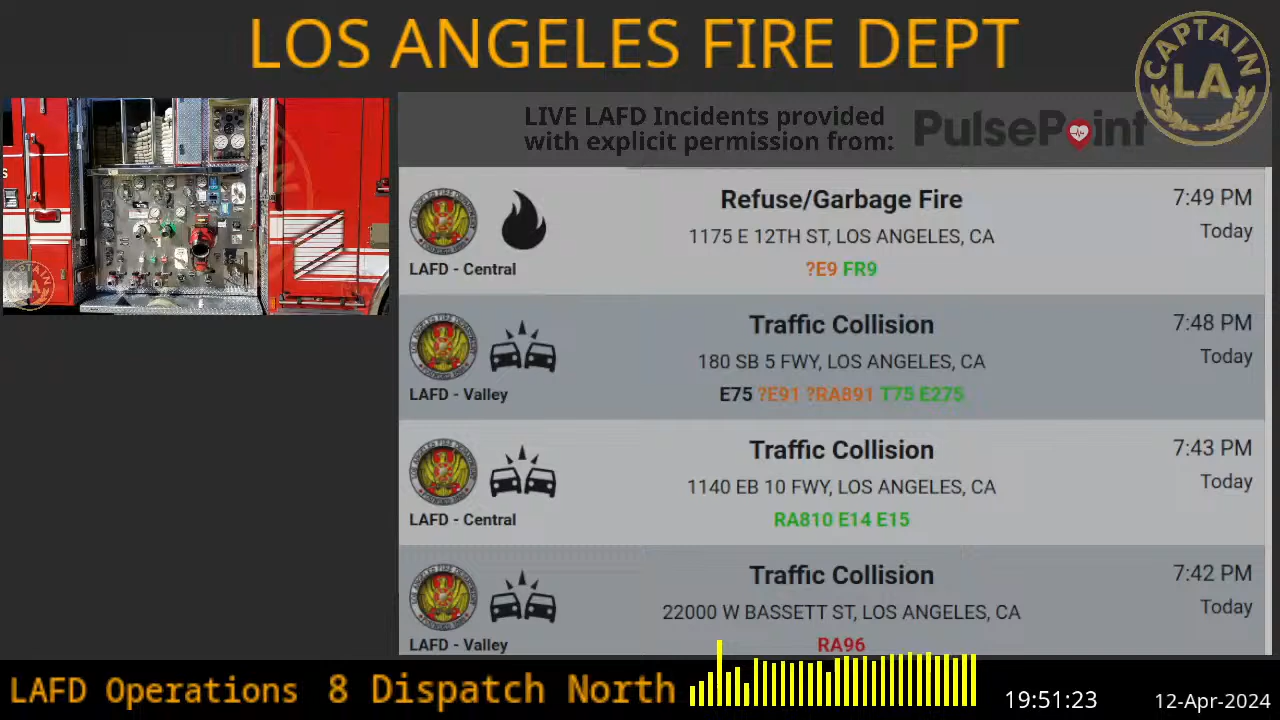 LOS ANGELES FIRE DEPT
CAPTAIN
LA
LIVE LAFD Incidents provided
with explicit permission from:
PulsePoint
Refuse/Garbage Fire
7:49 PM
1175 E 12TH ST, LOS ANGELES, CA
Today
LAFD - Central
?E9 FR9
Traffic Collision
7:48 PM
180 SB 5 FWY, LOS ANGELES, CA
Today
LAFD - Valley
E75 ?E91 ?RA891 T75 E275
Traffic Collision
7:43 PM
1140 EB 10 FWY, LOS ANGELES, CA
Today
LAFD - Central
RA810 E14 E15
Traffic Collision
7:42 PM
22000 W BASSETT ST, LOS ANGELES, CA
Today
LAFD - Valley
RA96
LAFD Operations 8 Dispatch North
19:51:23
12-Apr-2024